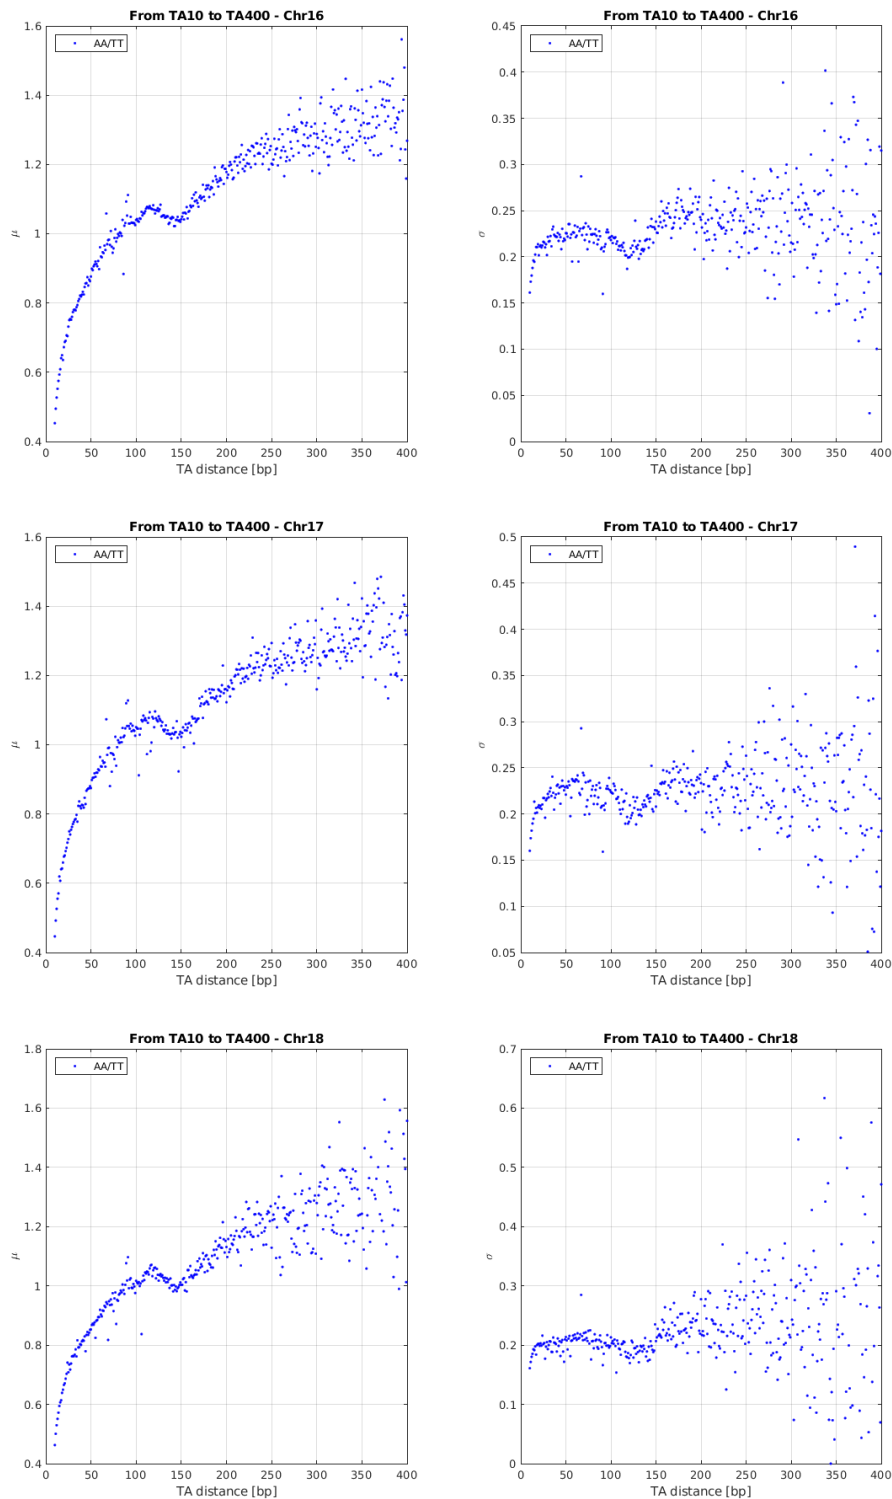 From TA10 to TA400 - Chr16
AA/TT
1.6
1.4
1.2
1
0.8
0.6
0.4
μ
0 50 100 150 200 250 300 350 400
TA distance [bp]
From TA10 to TA400 - Chr16
AA/TT
0.45
0.4
0.35
0.3
0.25
0.2
0.15
0.1
0.05
0
σ
0 50 100 150 200 250 300 350 400
TA distance [bp]
From TA10 to TA400 - Chr17
AA/TT
1.6
1.4
1.2
1
0.8
0.6
0.4
μ
0 50 100 150 200 250 300 350 400
TA distance [bp]
From TA10 to TA400 - Chr17
AA/TT
0.5
0.45
0.4
0.35
0.3
0.25
0.2
0.15
0.1
0.05
σ
0 50 100 150 200 250 300 350 400
TA distance [bp]
From TA10 to TA400 - Chr18
AA/TT
1.8
1.6
1.4
1.2
1
0.8
0.6
0.4
μ
0 50 100 150 200 250 300 350 400
TA distance [bp]
From TA10 to TA400 - Chr18
AA/TT
0.7
0.6
0.5
0.4
0.3
0.2
0.1
0
σ
0 50 100 150 200 250 300 350 400
TA distance [bp]